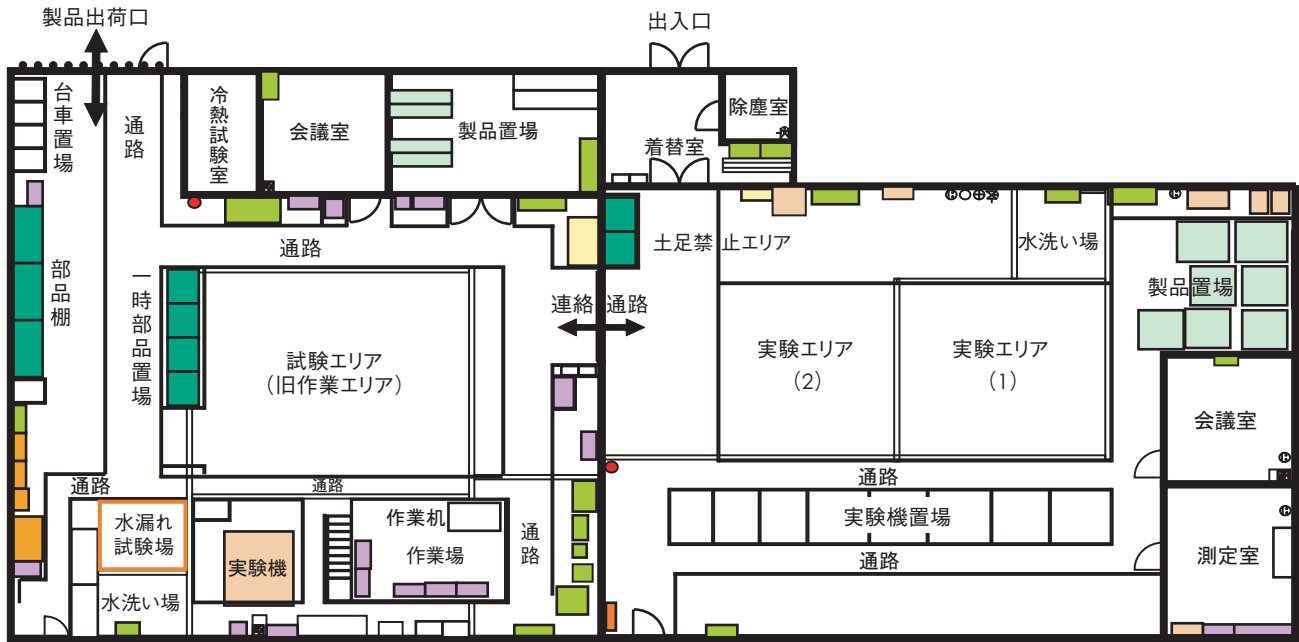 製品出荷口
出入口
台車置場
通路
冷熱試験室
会議室
製品置場
着替室
除塵室
部品棚
一時部品置場
通路
土足禁止エリア
水洗い場
製品置場
連絡通路
試験エリア
（旧作業エリア）
実験エリア
(2)
実験エリア
(1)
会議室
通路
通路
通路
水漏れ
試験場
水洗い場
実験機
作業机
作業場
通路
実験機置場
通路
測定室